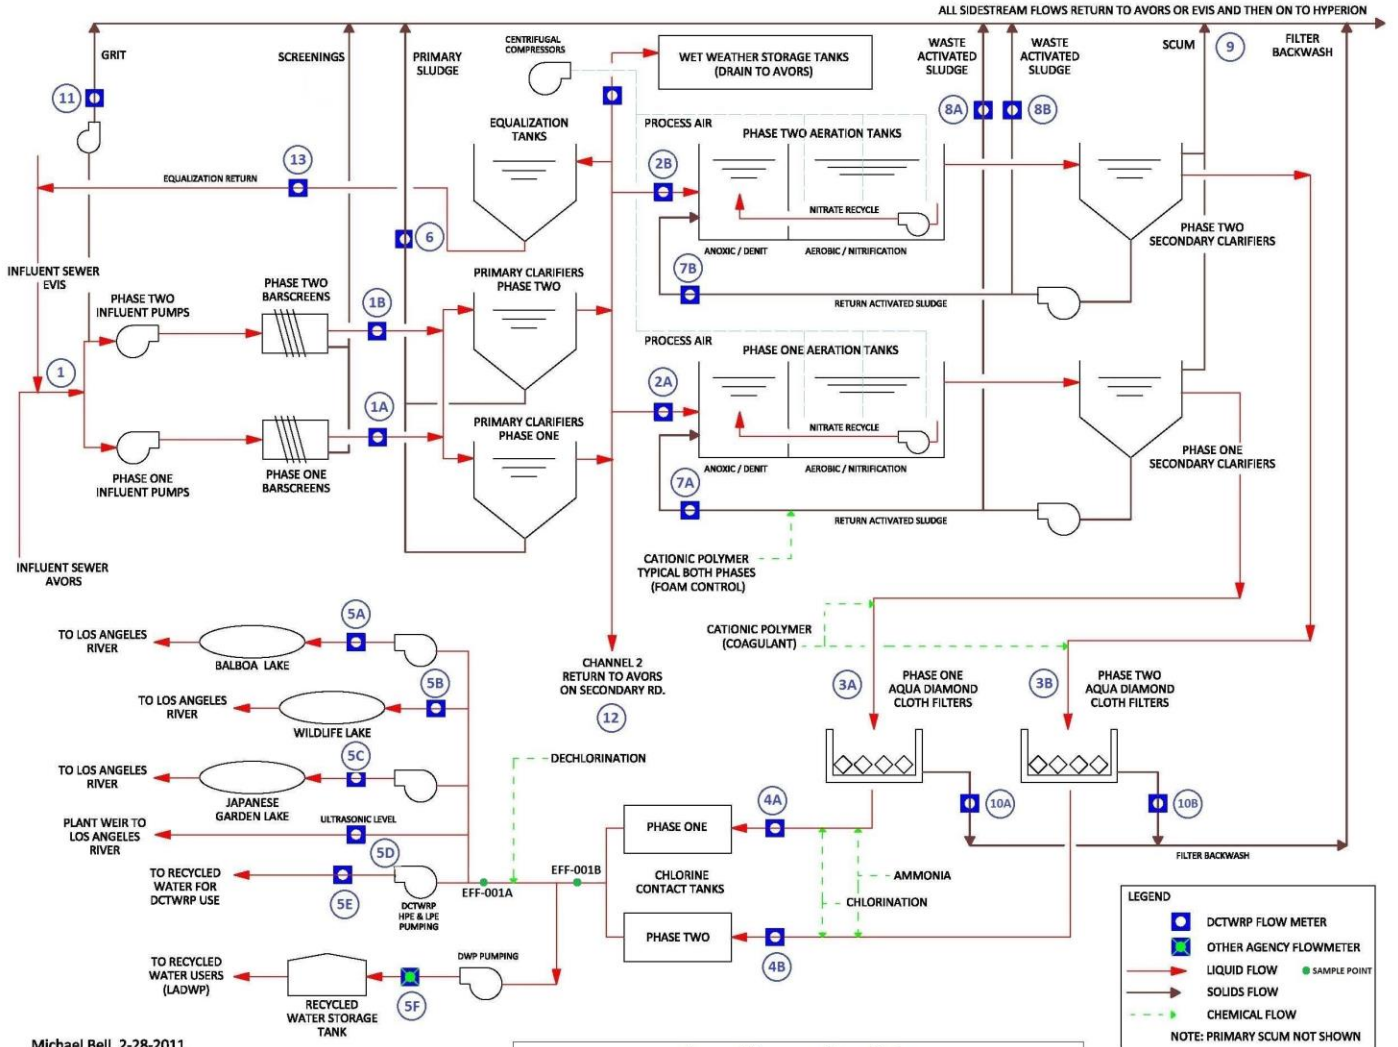 ALL SIDESTREAM FLOWS RETURN TO AVORS OR EVIS AND THEN ON TO HYPERION
GRIT
SCREENINGS
PRIMARY
SLUDGE
CENTRIFUGAL
COMPRESSORS
WET WEATHER STORAGE TANKS
(DRAIN TO AVORS)
WASTE
ACTIVATED
SLUDGE
WASTE
ACTIVATED
SLUDGE
SCUM
9
FILTER
BACKWASH
11
8A
8B
EQUALIZATION
TANKS
PROCESS AIR
PHASE TWO AERATION TANKS
13
EQUALIZATION RETURN
2B
NITRATE RECYCLE
6
ANOXIC / DENIT
AEROBIC / NITRIFICATION
PHASE TWO
SECONDARY CLARIFIERS
INFLUENT SEWER
EVIS
PHASE TWO
INFLUENT PUMPS
PHASE TWO
BARSCREENS
1B
PRIMARY CLARIFIERS
PHASE TWO
7B
RETURN ACTIVATED SLUDGE
PROCESS AIR
PHASE ONE AERATION TANKS
1
2A
1A
PRIMARY CLARIFIERS
PHASE ONE
NITRATE RECYCLE
ANOXIC / DENIT
AEROBIC / NITRIFICATION
PHASE ONE
SECONDARY CLARIFIERS
PHASE ONE
INFLUENT PUMPS
PHASE ONE
BARSCREENS
7A
RETURN ACTIVATED SLUDGE
INFLUENT SEWER
AVORS
CATIONIC POLYMER
TYPICAL BOTH PHASES
(FOAM CONTROL)
5A
TO LOS ANGELES
RIVER
BALBOA LAKE
CATIONIC POLYMER
(COAGULANT)
CHANNEL 2
RETURN TO AVORS
ON SECONDARY RD.
12
3A
PHASE ONE
AQUA DIAMOND
CLOTH FILTERS
3B
PHASE TWO
AQUA DIAMOND
CLOTH FILTERS
5B
TO LOS ANGELES
RIVER
WILDLIFE LAKE
5C
DECHLORINATION
TO LOS ANGELES
RIVER
JAPANESE
GARDEN LAKE
4A
10A
10B
PLANT WEIR TO
LOS ANGELES
RIVER
ULTRASONIC LEVEL
PHASE ONE
5D
FILTER BACKWASH
TO RECYCLED
WATER FOR
DCTWRP USE
5E
DCTWRP
HPE & LPE
PUMPING
EFF-001A
EFF-001B
CHLORINE
CONTACT TANKS
AMMONIA
CHLORINATION
PHASE TWO
4B
TO RECYCLED
WATER USERS
(LADWP)
DWP PUMPING
5F
RECYCLED
WATER STORAGE
TANK
LEGEND
DCTWRP FLOW METER
OTHER AGENCY FLOWMETER
LIQUID FLOW
SAMPLE POINT
SOLIDS FLOW
CHEMICAL FLOW
NOTE: PRIMARY SCUM NOT SHOWN
Michael Bell 2-28-2011